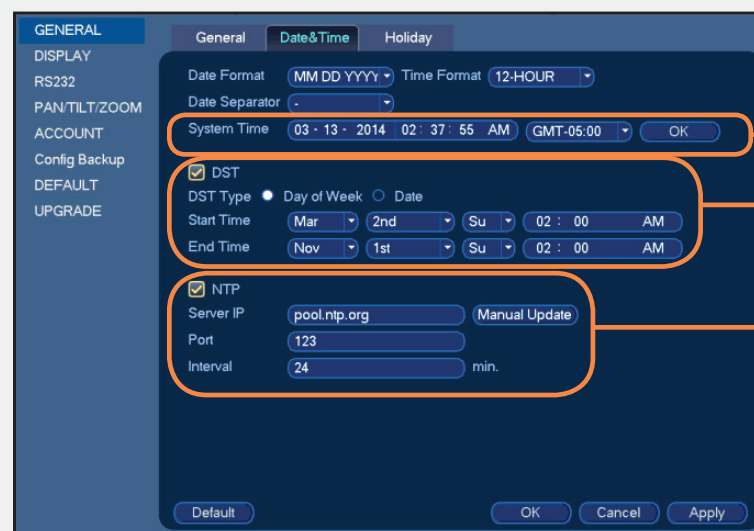 GENERAL
DISPLAY
RS232
PAN/TILT/ZOOM
ACCOUNT
Config Backup
DEFAULT
UPGRADE
General Date&Time Holiday
Date Format MM DD YYYY Time Format 12-HOUR
Date Separator -
System Time 03 - 13 - 2014 02 : 37 : 55 AM GMT-05:00 OK
DST
DST Type Day of Week Date
Start Time Mar 2nd Su 02 : 00 AM
End Time Nov 1st Su 02 : 00 AM
NTP
Server IP pool.ntp.org Manual Update
Port 123
Interval 24 min.
Default OK Cancel Apply